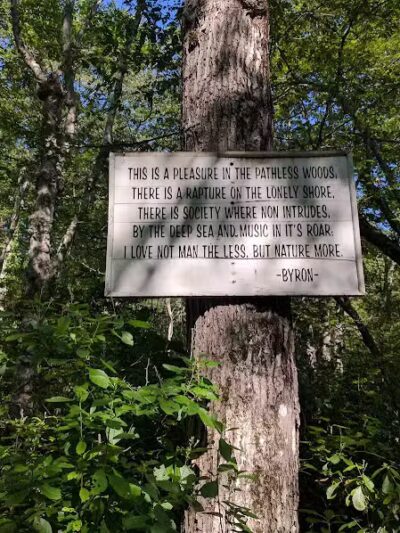 THIS IS A PLEASURE IN THE PATHLESS WOODS,
THERE IS A RAPTURE ON THE LONELY SHORE,
THERE IS SOCIETY WHERE NON INTRUDES,
BY THE DEEP SEA AND MUSIC IN IT'S ROAR:
I LOVE NOT MAN THE LESS, BUT NATURE MORE.
-BYRON-